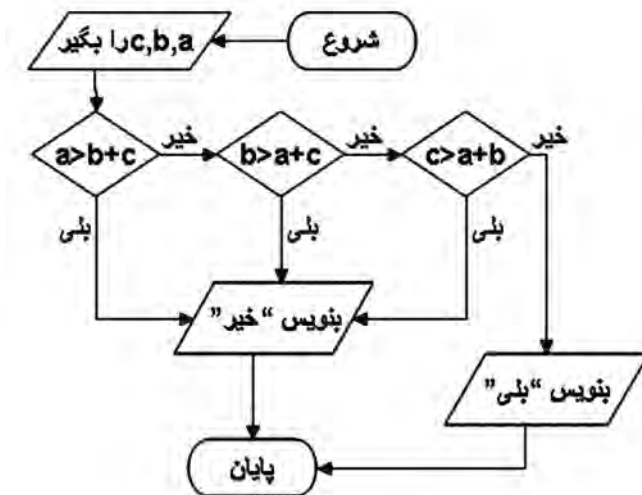 شروع
a,b,c را بگیر
a>b+c
خیر
b>a+c
خیر
c>a+b
خیر
بلی
بلی
بلی
بنویس “خیر”
بنویس “بلی”
پایان